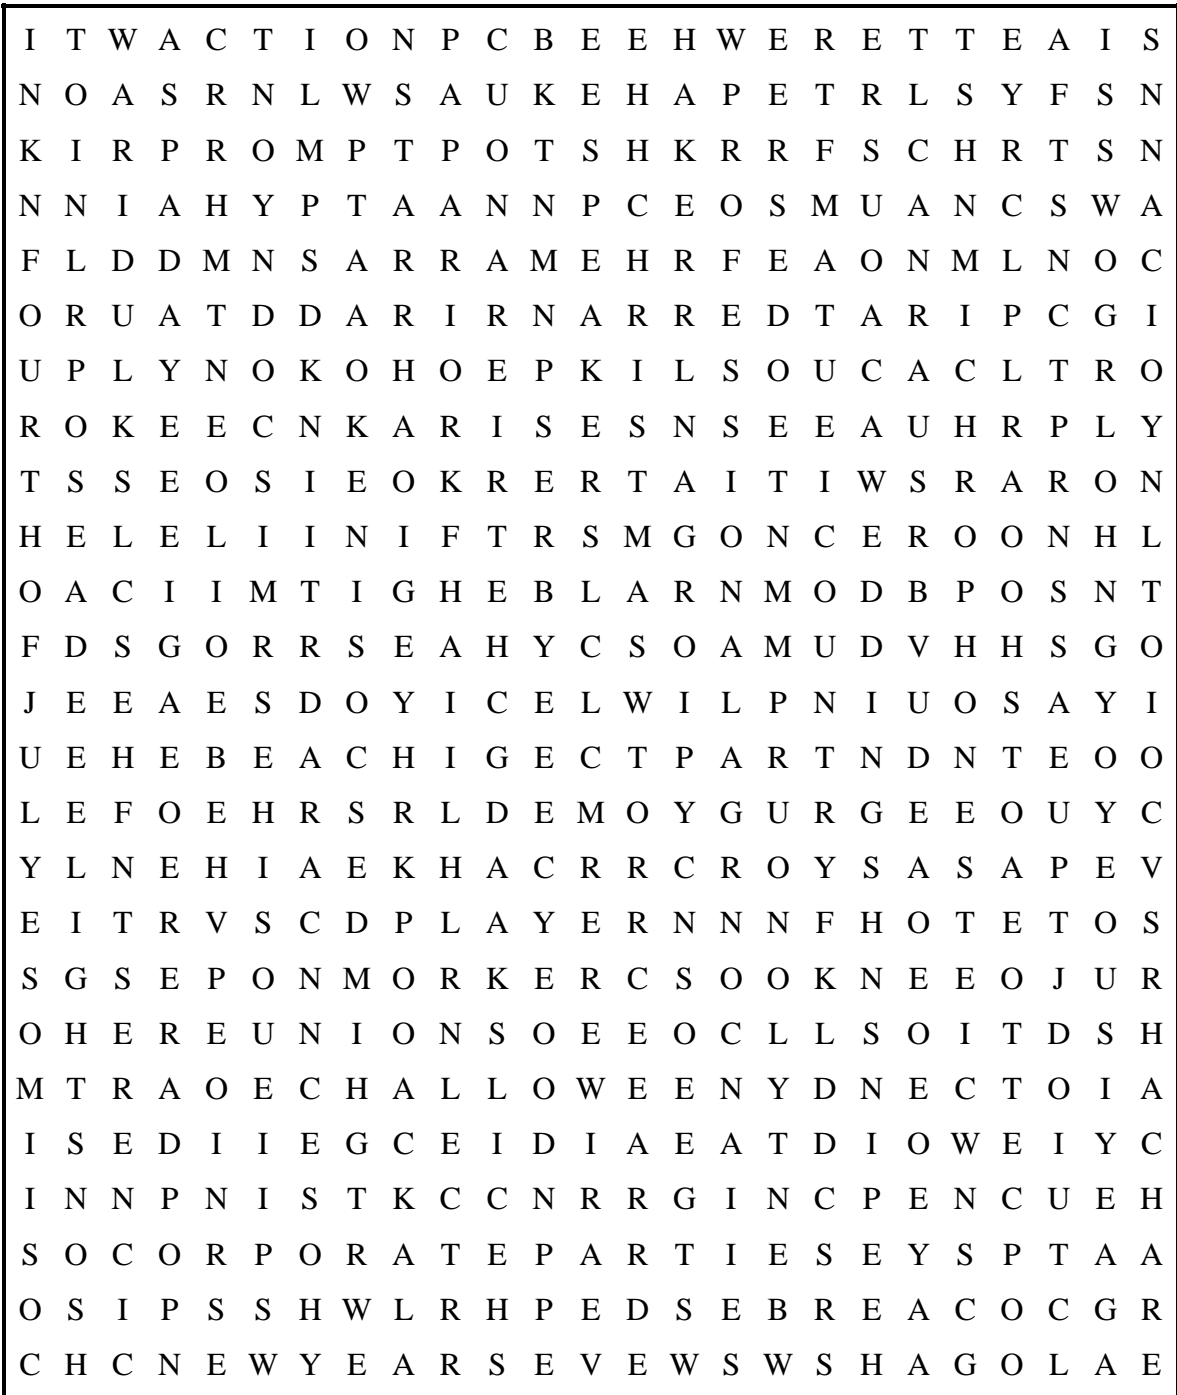 I T W A C T I O N P C B E E H W E R E T T E A I S
N O A S R N L W S A U K E H A P E T R L S Y F S N
K I R P R O M P T P O T S H K R R F S C H R T S N
N N I A H Y P T A A N N P C E O S M U A N C S W A
F L D D M N S A R R A M E H R F E A O N M L N O C
O R U A T D D A R I R N A R R E D T A R I P C G I
U P L Y N O K O H O E P K I L S O U C A C L T R O
R O K E E C N K A R I S E S N S E E A U H R P L Y
T S S E O S I E O K R E R T A I T I W S R A R O N
H E L E L I I N I F T R S M G O N C E R O O N H L
O A C I I M T I G H E B L A R N M O D B P O S N T
F D S G O R R S E A H Y C S O A M U D V H H S G O
J E E A E S D O Y I C E L W I L P N I U O S A Y I
U E H E B E A C H I G E C T P A R T N D N T E O O
L E F O E H R S R L D E M O Y G U R G E E O U Y C
Y L N E H I A E K H A C R R C R O Y S A S A P E V
E I T R V S C D P L A Y E R N N N F H O T E T O S
S G S E P O N M O R K E R C S O O K N E E O J U R
O H E R E U N I O N S O E E O C L L S O I T D S H
M T R A O E C H A L L O W E E N Y D N E C T O I A
I S E D I I E G C E I D I A E A T D I O W E I Y C
I N N P N I S T K C C N R R G I N C P E N C U E H
S O C O R P O R A T E P A R T I E S E Y S P T A A
O S I P S S H W L R H P E D S E B R E A C O C G R
C H C N E W Y E A R S E V E W S W S H A G O L A E